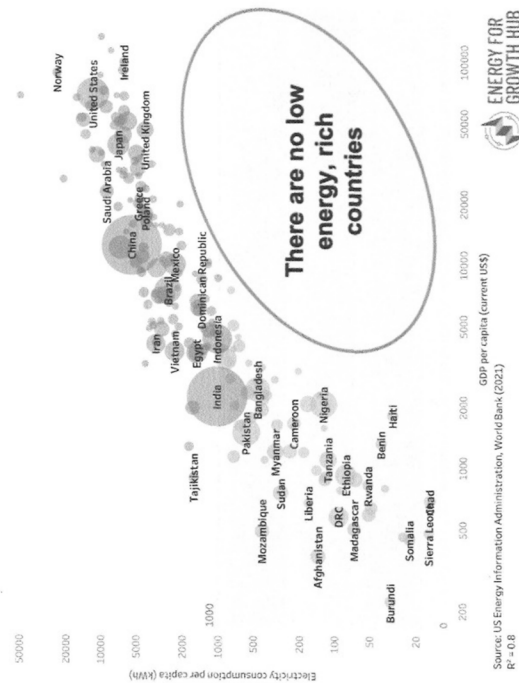 50000
20000
10000
5000
2000
1000
1000
500
200
100
50
20
0
Electricity consumption per capita (kWh)
Norway
United States
Ireland
Japan
United Kingdom
Saudi Arabia
Greece
Poland
China
Brazil
Mexico
Dominican Republic
Iran
Vietnam
Egypt
Indonesia
India
Bangladesh
Pakistan
Tajikistan
Myanmar
Cameroon
Nigeria
Sudan
Mozambique
Tanzania
Benin
Haiti
Liberia
Ethiopia
Rwanda
DRC
Madagascar
Afghanistan
Somalia
Sierra Leone
Chad
Burundi
There are no low
energy, rich
countries
200
500
1000
2000
5000
10000
20000
50000
100000
GDP per capita (current US$)
Source: US Energy Information Administration, World Bank (2021)
R² = 0.8
ENERGY FOR
GROWTH HUB